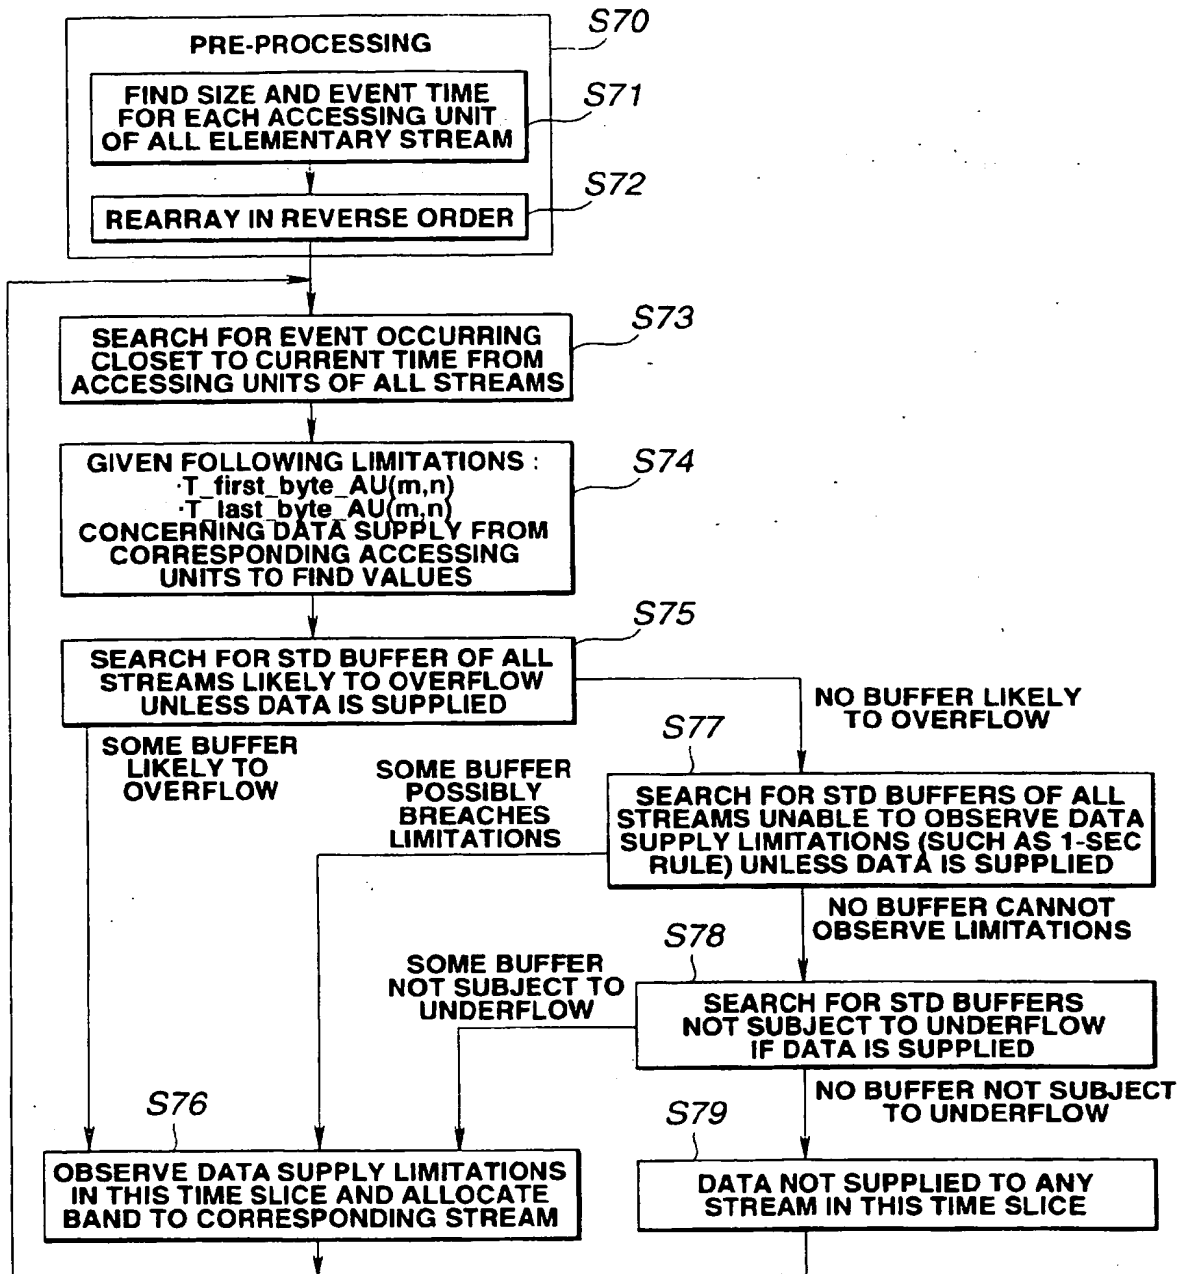 S70
PRE-PROCESSING
FIND SIZE AND EVENT TIME
FOR EACH ACCESSING UNIT
OF ALL ELEMENTARY STREAM
S71
REARRAY IN REVERSE ORDER
S72
SEARCH FOR EVENT OCCURRING
CLOSET TO CURRENT TIME FROM
ACCESSING UNITS OF ALL STREAMS
S73
GIVEN FOLLOWING LIMITATIONS :
·T_first_byte_AU(m,n)
·T_last_byte_AU(m,n)
CONCERNING DATA SUPPLY FROM
CORRESPONDING ACCESSING
UNITS TO FIND VALUES
S74
SEARCH FOR STD BUFFER OF ALL
STREAMS LIKELY TO OVERFLOW
UNLESS DATA IS SUPPLIED
S75
SOME BUFFER
LIKELY TO
OVERFLOW
NO BUFFER LIKELY
TO OVERFLOW
S77
SEARCH FOR STD BUFFERS OF ALL
STREAMS UNABLE TO OBSERVE DATA
SUPPLY LIMITATIONS (SUCH AS 1-SEC
RULE) UNLESS DATA IS SUPPLIED
SOME BUFFER
POSSIBLY
BREACHES
LIMITATIONS
NO BUFFER CANNOT
OBSERVE LIMITATIONS
S78
SEARCH FOR STD BUFFERS
NOT SUBJECT TO UNDERFLOW
IF DATA IS SUPPLIED
SOME BUFFER
NOT SUBJECT TO
UNDERFLOW
NO BUFFER NOT SUBJECT
TO UNDERFLOW
S76
OBSERVE DATA SUPPLY LIMITATIONS
IN THIS TIME SLICE AND ALLOCATE
BAND TO CORRESPONDING STREAM
S79
DATA NOT SUPPLIED TO ANY
STREAM IN THIS TIME SLICE